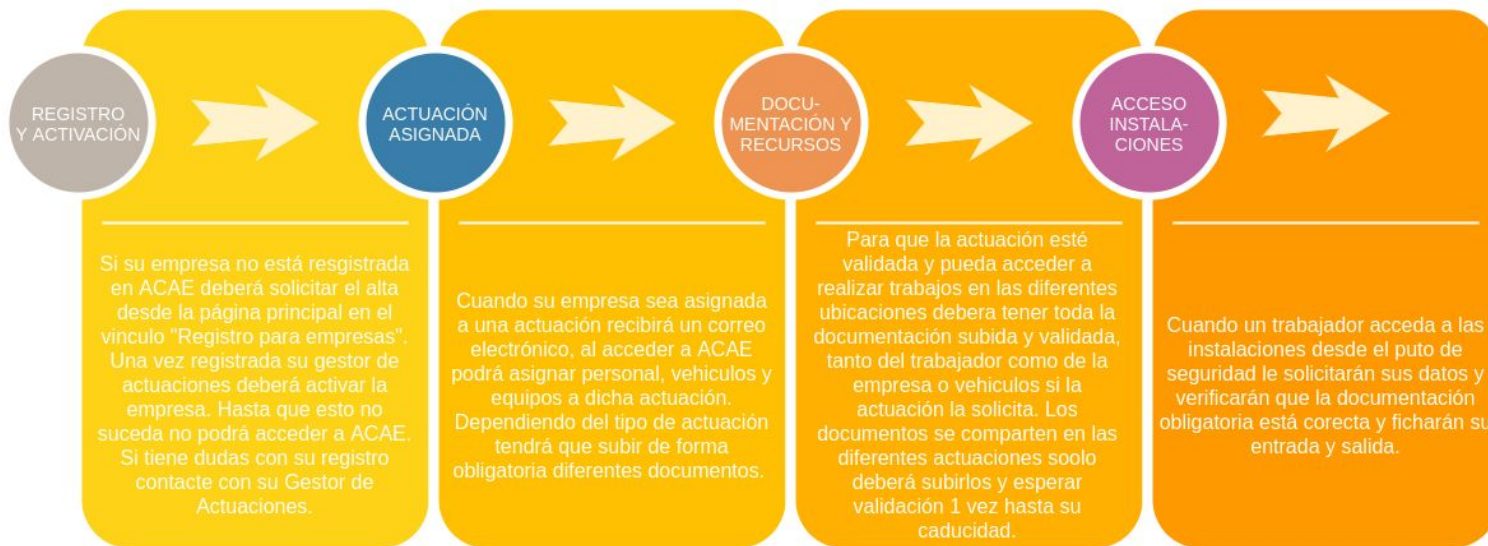 REGISTRO
Y ACTIVACIÓN
Si su empresa no está resgistrada
en ACAE deberá solicitar el alta
desde la página principal en el
vinculo "Registro para empresas".
Una vez registrada su gestor de
actuaciones deberá activar la
empresa. Hasta que esto no
suceda no podrá acceder a ACAE.
Si tiene dudas con su registro
contacte con su Gestor de
Actuaciones.
ACTUACIÓN
ASIGNADA
Cuando su empresa sea asignada
a una actuación recibirá un correo
electrónico, al acceder a ACAE
podrá asignar personal, vehiculos y
equipos a dicha actuación.
Dependiendo del tipo de actuación
tendrá que subir de forma
obligatoria diferentes documentos.
DOCU-
MENTACIÓN Y
RECURSOS
Para que la actuación esté
validada y pueda acceder a
realizar trabajos en las diferentes
ubicaciones debera tener toda la
documentación subida y validada,
tanto del trabajador como de la
empresa o vehiculos si la
actuación la solicita. Los
documentos se comparten en las
diferentes actuaciones soolo
deberá subirlos y esperar
validación 1 vez hasta su
caducidad.
ACCESO
INSTALA-
CIONES
Cuando un trabajador acceda a las
instalaciones desde el puto de
seguridad le solicitarán sus datos y
verificarán que la documentación
obligatoria está corecta y ficharán su
entrada y salida.